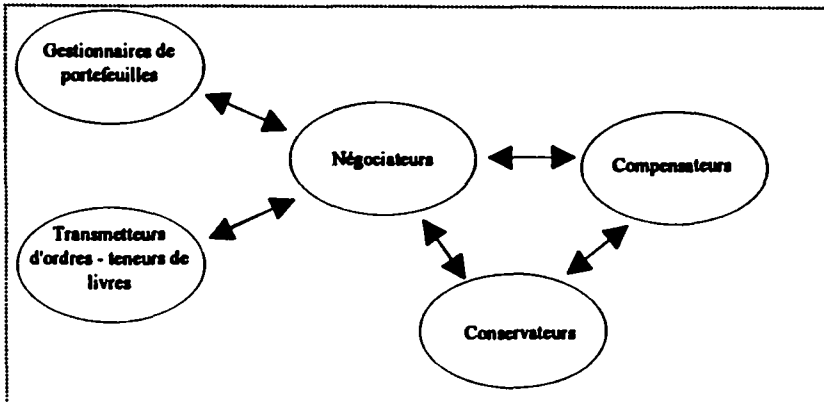 Gestionnaires de
portefeuilles
Négociateurs
Compensateurs
Transmetteurs
d'ordres - teneurs de
livres
Conservateurs